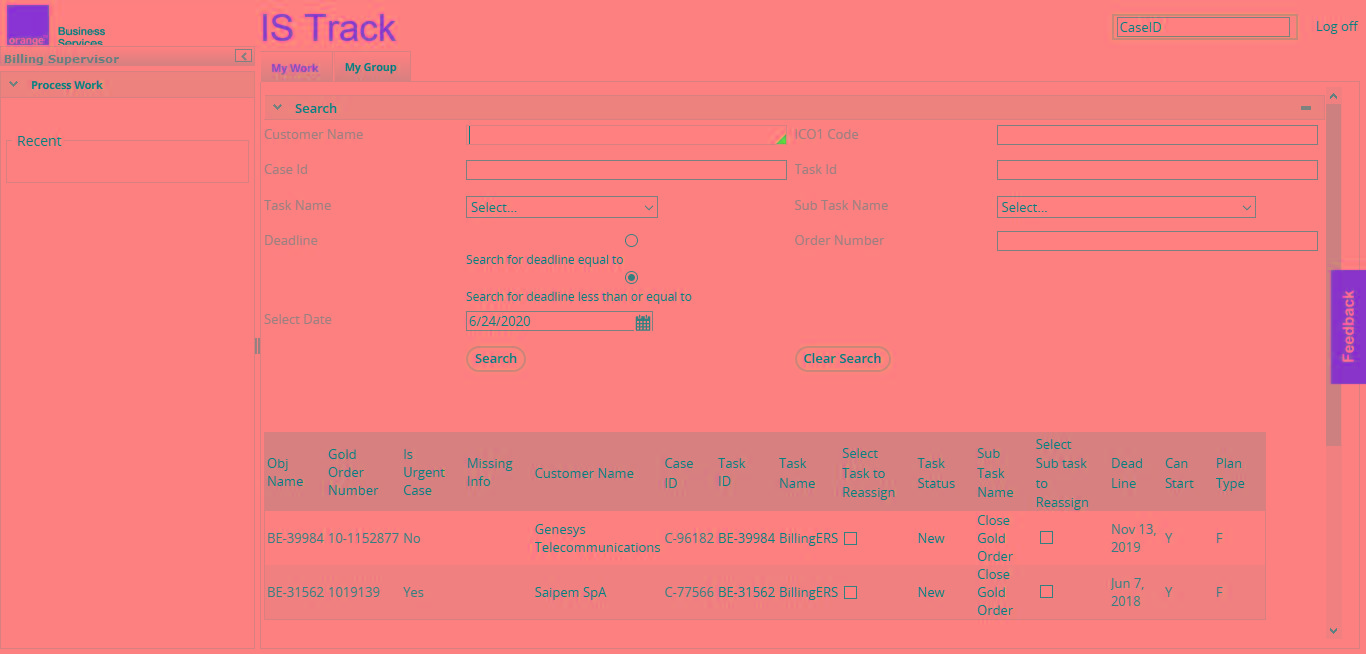 orange™
Business
Services
IS Track
CaseID
Log off
Billing Supervisor
Process Work
Recent
My Work
My Group
Search
Customer Name
ICO1 Code
Case Id
Task Id
Task Name
Select...
Sub Task Name
Select...
Deadline
Order Number
Search for deadline equal to
Search for deadline less than or equal to
Select Date
6/24/2020
Search
Clear Search
Feedback
Obj Name Gold Order Number Is Urgent Case Missing Info Customer Name Case ID Task ID Task Name Select Task to Reassign Task Status Sub Task Name Select Sub task to Reassign Dead Line Can Start Plan Type
BE-39984 10-1152877 No Genesys Telecommunications C-96182 BE-39984 BillingERS New Close Gold Order Nov 13, 2019 Y F
BE-31562 1019139 Yes Saipem SpA C-77566 BE-31562 BillingERS New Close Gold Order Jun 7, 2018 Y F